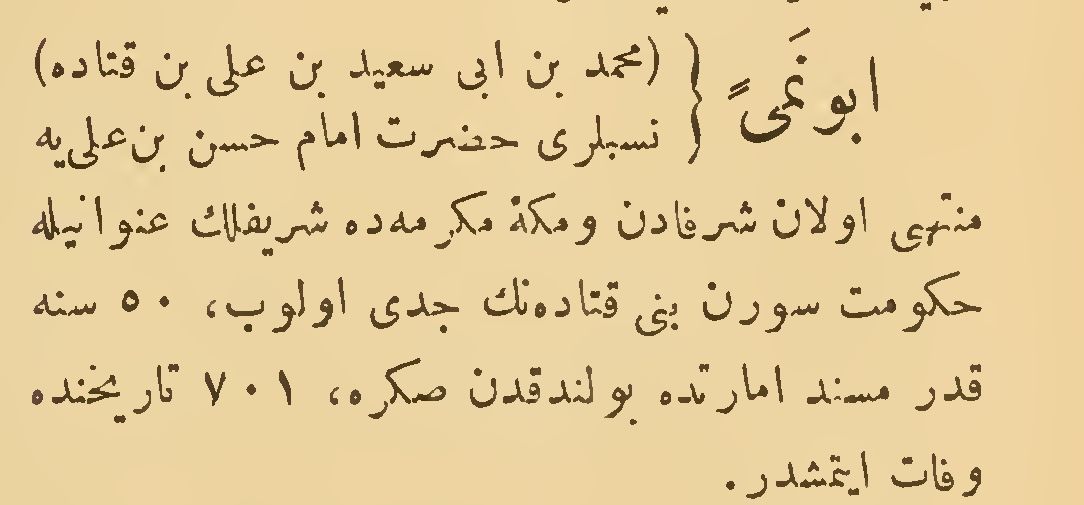 ابو نَمیً { (محمد بن ابی سعید بن علی بن قتاده)
نسبلری حضرت امام حسن بن علی‌یه
منتهی اولان شرفادن و مکهٔ مکرمه‌ده شریفلك عنوانیله
حکومت سورن بنی قتاده‌نك جدی اولوب، ٥٠ سنه
قدر مسند امارتده بولندقدن صکره، ٧٠١ تاریخنده
وفات ایتمشدر.